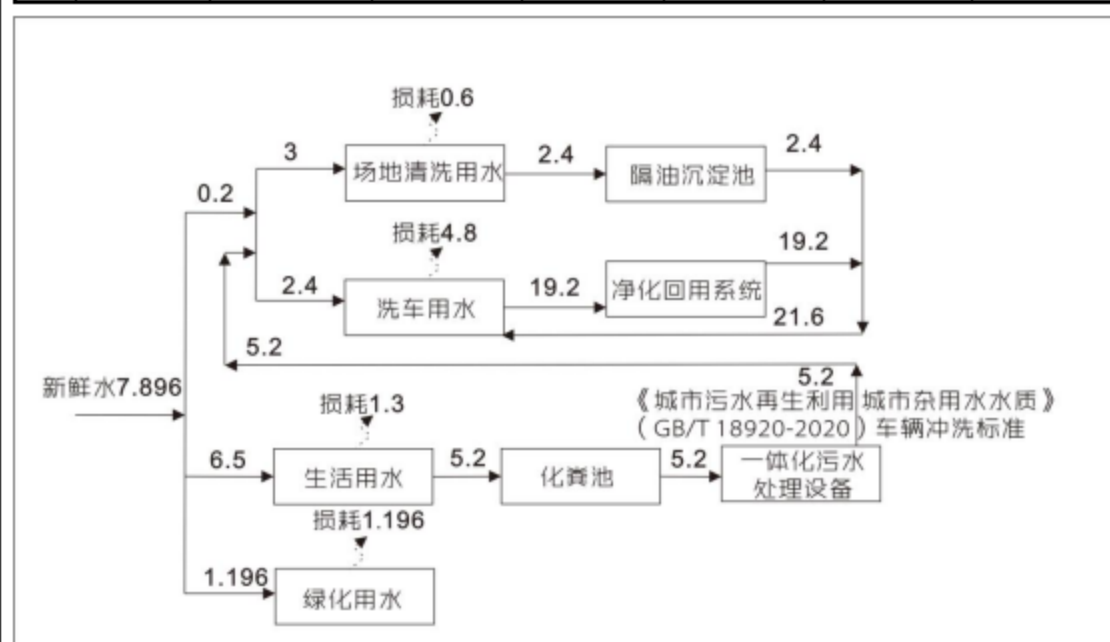 损耗0.6
3
场地清洗用水
2.4
隔油沉淀池
2.4
0.2
损耗4.8
19.2
2.4
洗车用水
19.2
净化回用系统
21.6
5.2
新鲜水7.896
5.2
损耗1.3
《城市污水再生利用 城市杂用水水质》
（GB/T 18920-2020）车辆冲洗标准
6.5
生活用水
5.2
化粪池
5.2
一体化污水
处理设备
损耗1.196
1.196
绿化用水